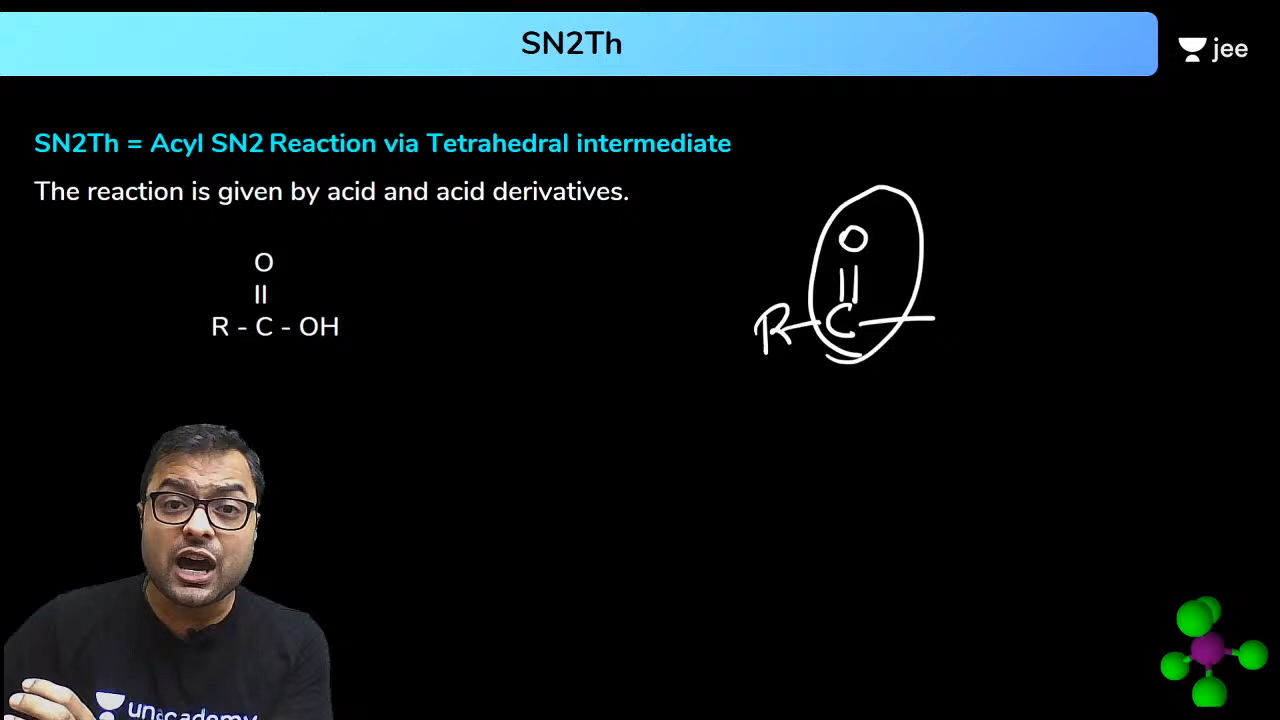 SN2Th
jee
SN2Th = Acyl SN2 Reaction via Tetrahedral intermediate
The reaction is given by acid and acid derivatives.
O
||
R - C - OH
O
||
R-C-
unacademy